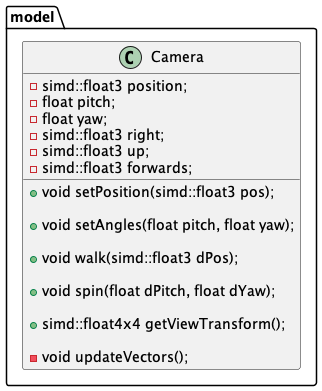 model
C Camera
simd::float3 position;
float pitch;
float yaw;
simd::float3 right;
simd::float3 up;
simd::float3 forwards;
void setPosition(simd::float3 pos);
void setAngles(float pitch, float yaw);
void walk(simd::float3 dPos);
void spin(float dPitch, float dYaw);
simd::float4x4 getViewTransform();
void updateVectors();